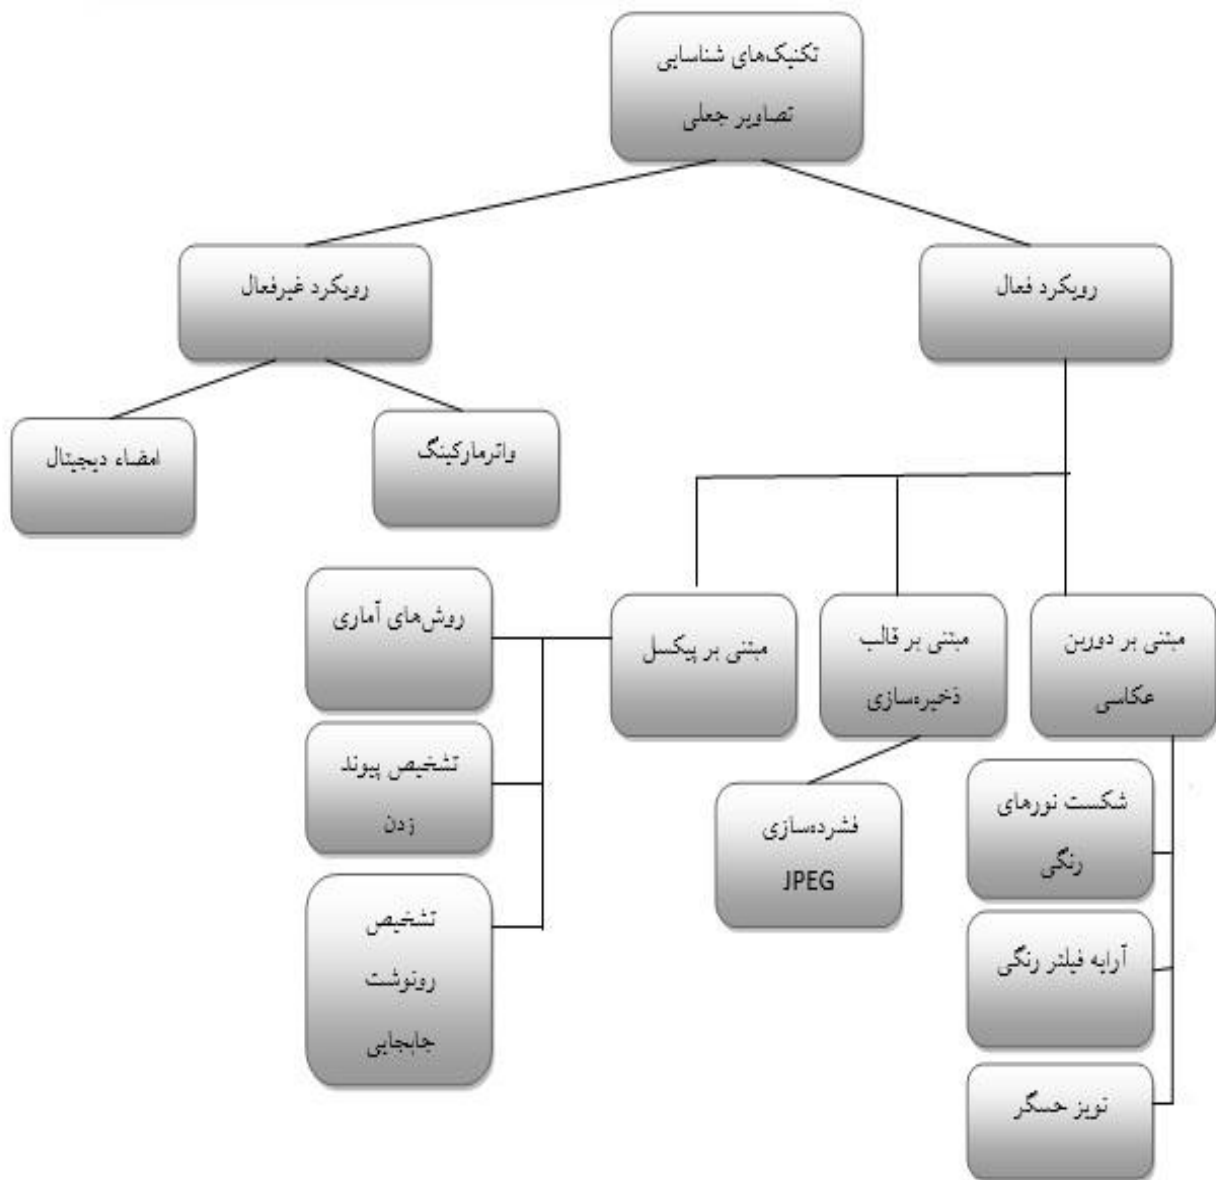 تکنیک‌های شناسایی
تصاویر جعلی
رویکرد فعال
رویکرد غیرفعال
واترمارکینگ
امضاء دیجیتال
مبتنی بر دوربن
عکاسی
مبتنی بر قالب
ذخیره‌سازی
مبتنی بر پیکسل
روش‌های آماری
تشخیص پیوند
زدن
تشخیص
رونوشت
جابجایی
فشرده‌سازی
JPEG
شکست نورهای
رنگی
آرایه فیلتر رنگی
نویز حسگر